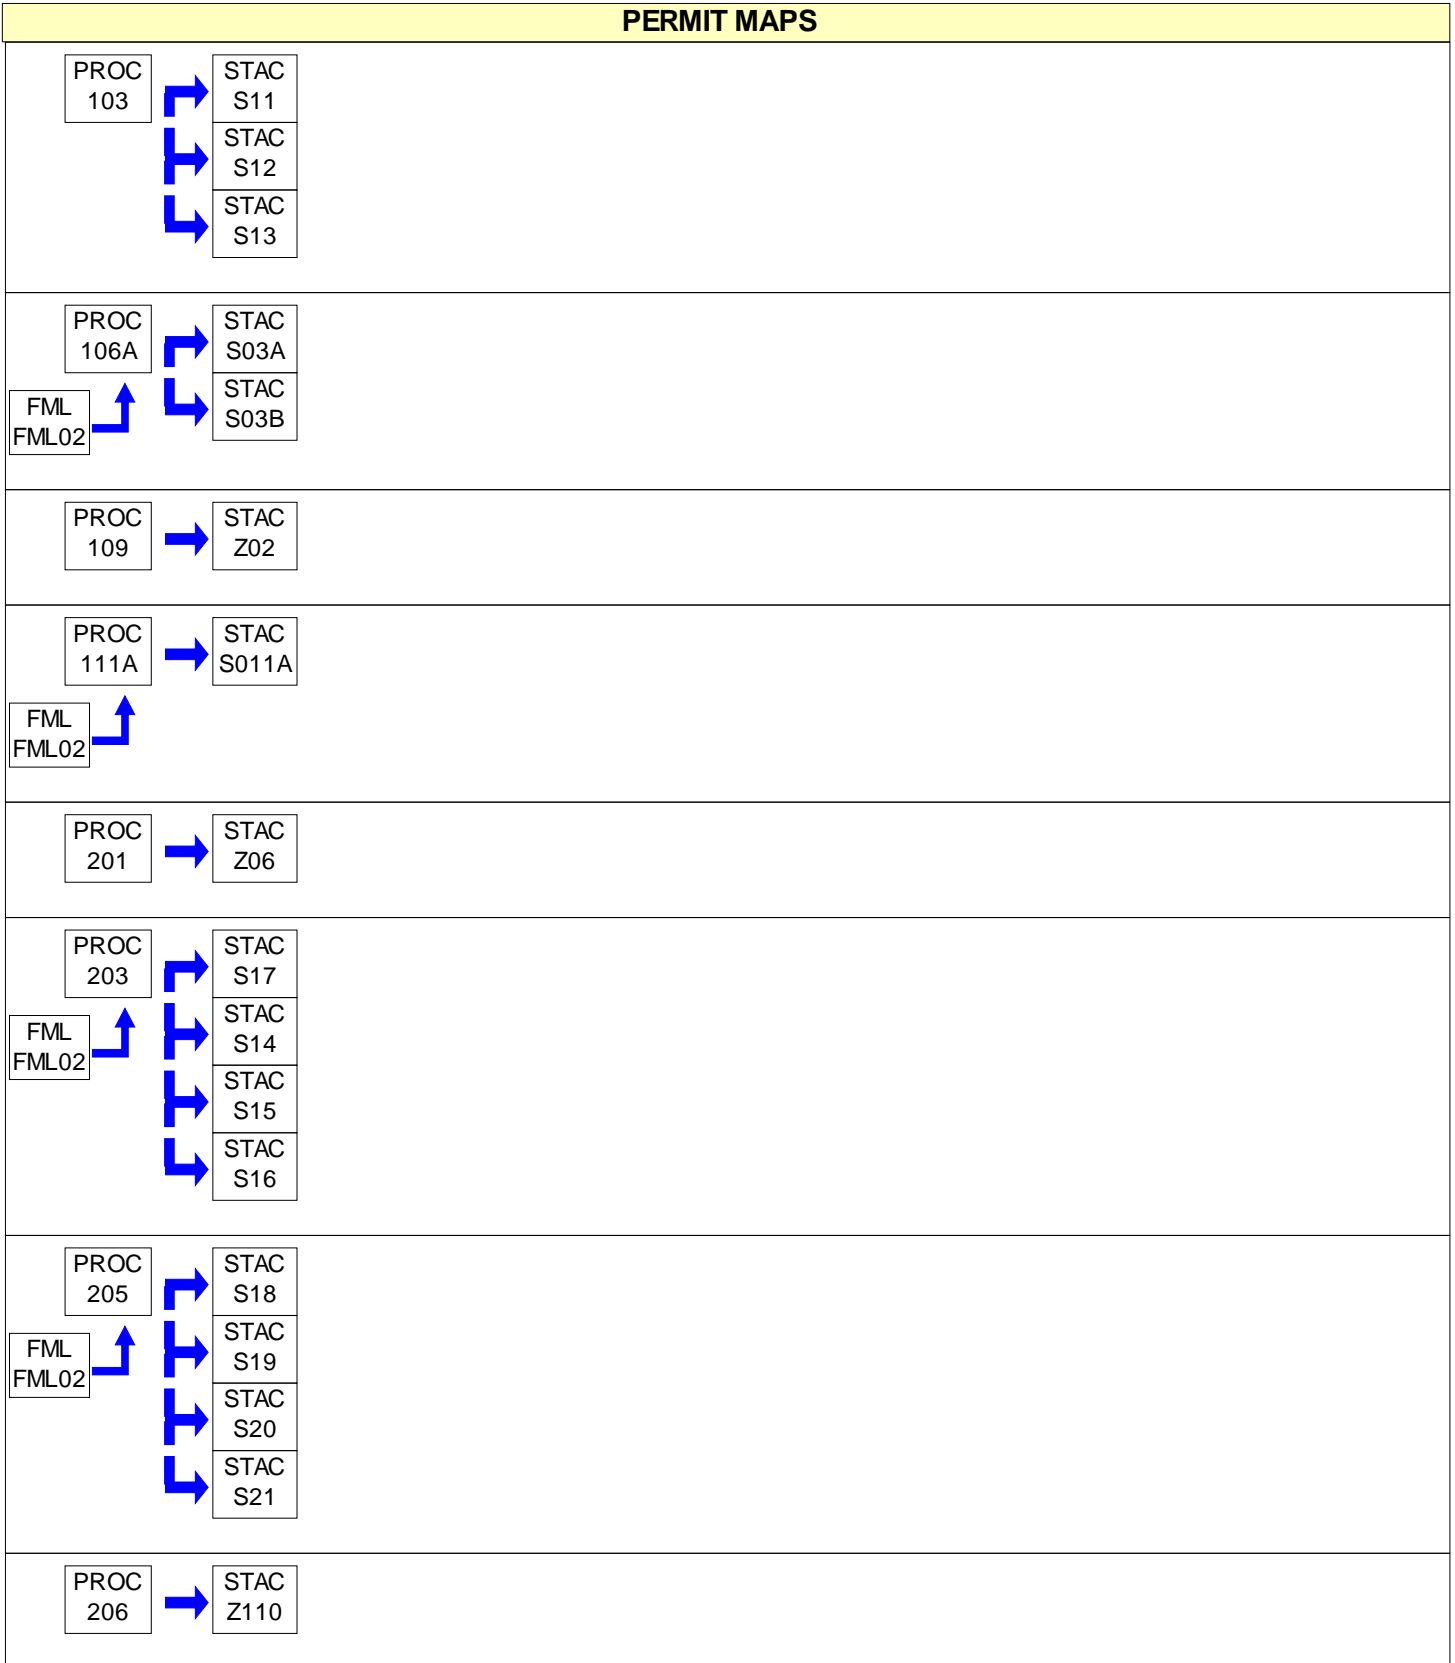 PERMIT MAPS
PROC
103
STAC
S11
STAC
S12
STAC
S13
PROC
106A
STAC
S03A
STAC
S03B
FML
FML02
PROC
109
STAC
Z02
PROC
111A
STAC
S011A
FML
FML02
PROC
201
STAC
Z06
PROC
203
STAC
S17
FML
FML02
STAC
S14
STAC
S15
STAC
S16
PROC
205
STAC
S18
FML
FML02
STAC
S19
STAC
S20
STAC
S21
PROC
206
STAC
Z110